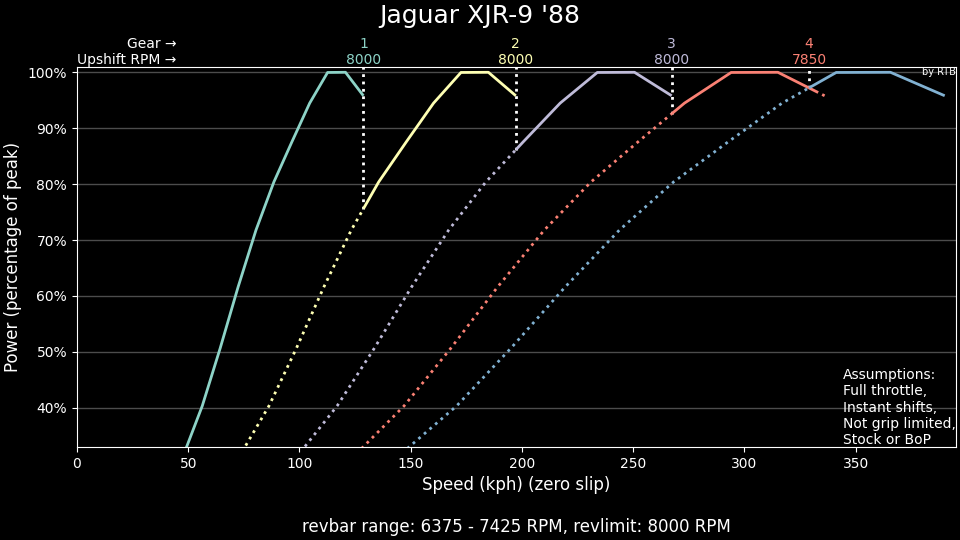 Jaguar XJR-9 '88
Gear → 1 2 3 4
Upshift RPM → 8000 8000 8000 7850
by RTB
100%
90%
80%
70%
60%
50%
40%
Power (percentage of peak)
Assumptions:
Full throttle,
Instant shifts,
Not grip limited,
Stock or BoP
0 50 100 150 200 250 300 350
Speed (kph) (zero slip)
revbar range: 6375 - 7425 RPM, revlimit: 8000 RPM